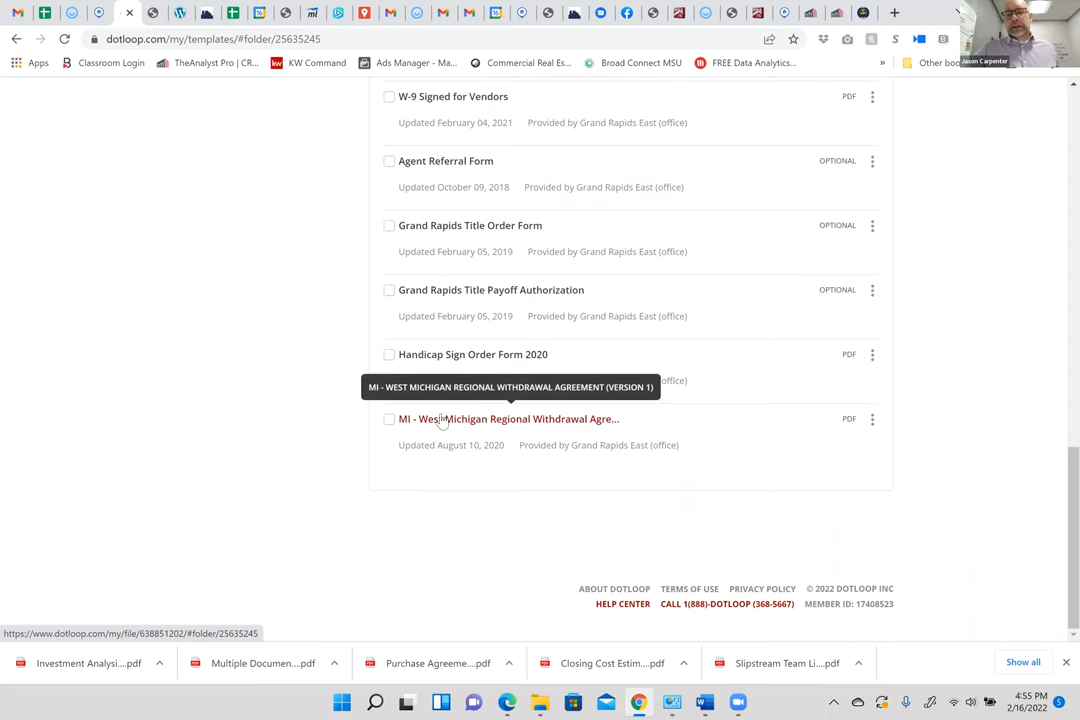 dotloop.com/my/templates/#folder/25635245
Apps
Classroom Login
TheAnalyst Pro | CR...
kw
KW Command
Ads Manager - Ma...
Commercial Real Es...
Broad Connect MSU
FREE Data Analytics...
»
Other boo
Jason Carpenter
W-9 Signed for Vendors
PDF
Updated February 04, 2021
Provided by Grand Rapids East (office)
Agent Referral Form
OPTIONAL
Updated October 09, 2018
Provided by Grand Rapids East (office)
Grand Rapids Title Order Form
OPTIONAL
Updated February 05, 2019
Provided by Grand Rapids East (office)
Grand Rapids Title Payoff Authorization
OPTIONAL
Updated February 05, 2019
Provided by Grand Rapids East (office)
Handicap Sign Order Form 2020
PDF
MI - WEST MICHIGAN REGIONAL WITHDRAWAL AGREEMENT (VERSION 1)
office)
MI - West Michigan Regional Withdrawal Agre...
PDF
Updated August 10, 2020
Provided by Grand Rapids East (office)
ABOUT DOTLOOP
TERMS OF USE
PRIVACY POLICY
© 2022 DOTLOOP INC
HELP CENTER
CALL 1(888)-DOTLOOP (368-5667)
MEMBER ID: 17408523
https://www.dotloop.com/my/file/638851202/#folder/25635245
Investment Analysi....pdf
Multiple Documen....pdf
Purchase Agreeme....pdf
Closing Cost Estim....pdf
Slipstream Team Li....pdf
Show all
4:55 PM
2/16/2022
5